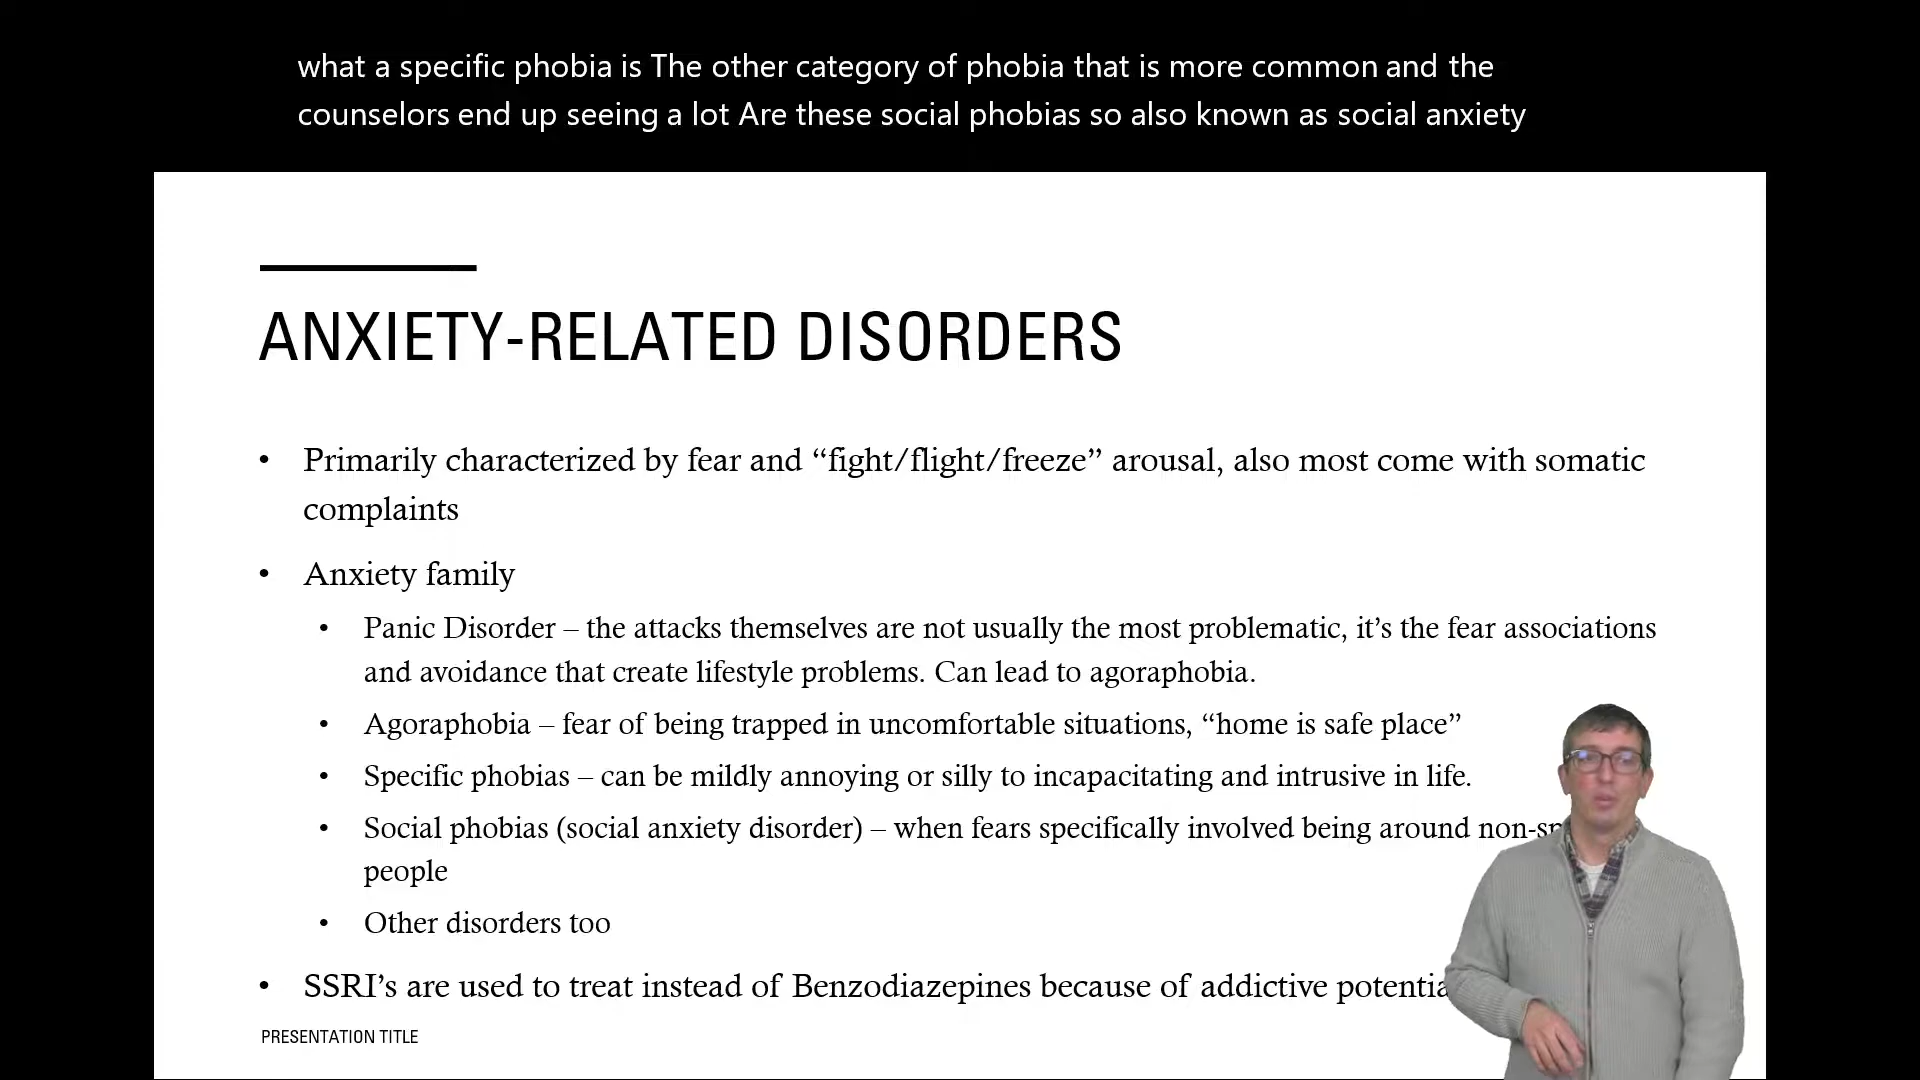 what a specific phobia is The other category of phobia that is more common and the
counselors end up seeing a lot Are these social phobias so also known as social anxiety
ANXIETY-RELATED DISORDERS
• Primarily characterized by fear and “fight/flight/freeze” arousal, also most come with somatic
complaints
• Anxiety family
• Panic Disorder – the attacks themselves are not usually the most problematic, it’s the fear associations
and avoidance that create lifestyle problems. Can lead to agoraphobia.
• Agoraphobia – fear of being trapped in uncomfortable situations, “home is safe place”
• Specific phobias – can be mildly annoying or silly to incapacitating and intrusive in life.
• Social phobias (social anxiety disorder) – when fears specifically involved being around
people
• Other disorders too
• SSRI’s are used to treat instead of Benzodiazepines because of addictive
PRESENTATION TITLE